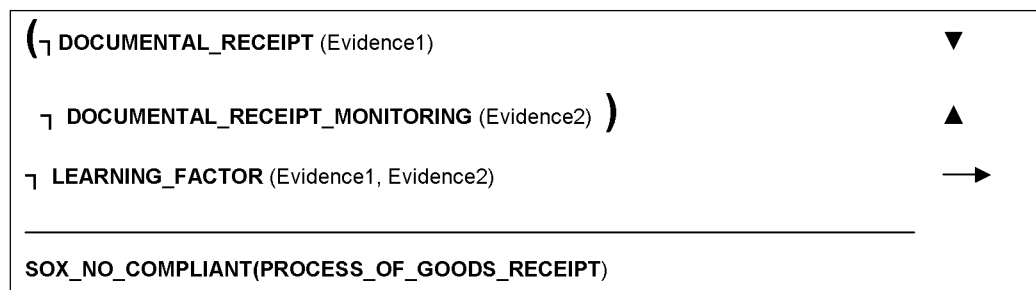 (┐ DOCUMENTAL_RECEIPT (Evidence1) ▼
┐ DOCUMENTAL_RECEIPT_MONITORING (Evidence2) ) ▲
┐ LEARNING_FACTOR (Evidence1, Evidence2) →
SOX_NO_COMPLIANT(PROCESS_OF_GOODS_RECEIPT)